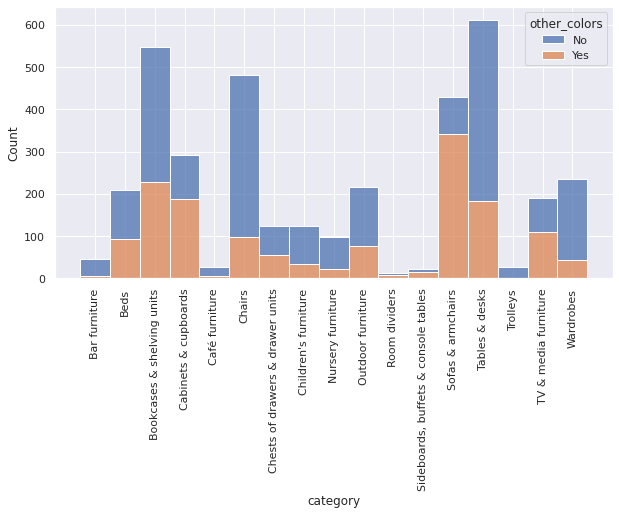 other_colors
No
Yes
600
500
400
300
200
100
0
Count
Bar furniture
Beds
Bookcases & shelving units
Cabinets & cupboards
Café furniture
Chairs
Chests of drawers & drawer units
Children's furniture
Nursery furniture
Outdoor furniture
Room dividers
Sideboards, buffets & console tables
Sofas & armchairs
Tables & desks
Trolleys
TV & media furniture
Wardrobes
category